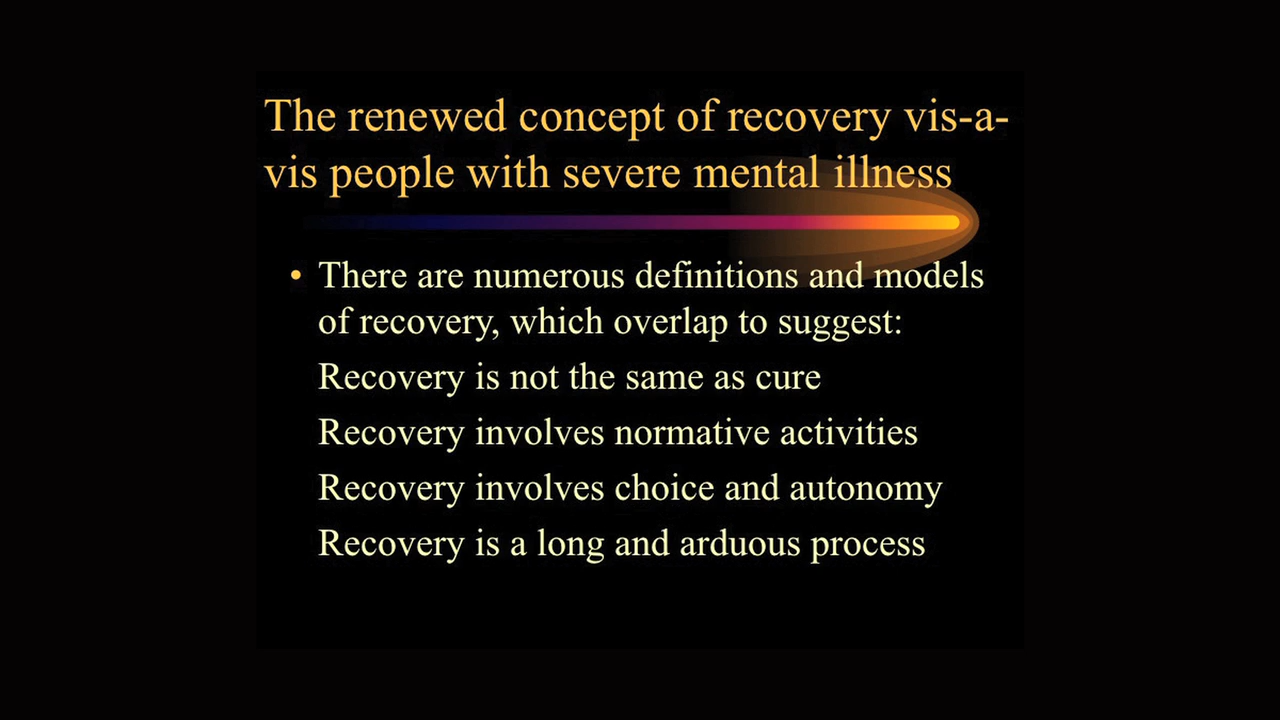 The renewed concept of recovery vis-a-
vis people with severe mental illness
• There are numerous definitions and models
of recovery, which overlap to suggest:
Recovery is not the same as cure
Recovery involves normative activities
Recovery involves choice and autonomy
Recovery is a long and arduous process